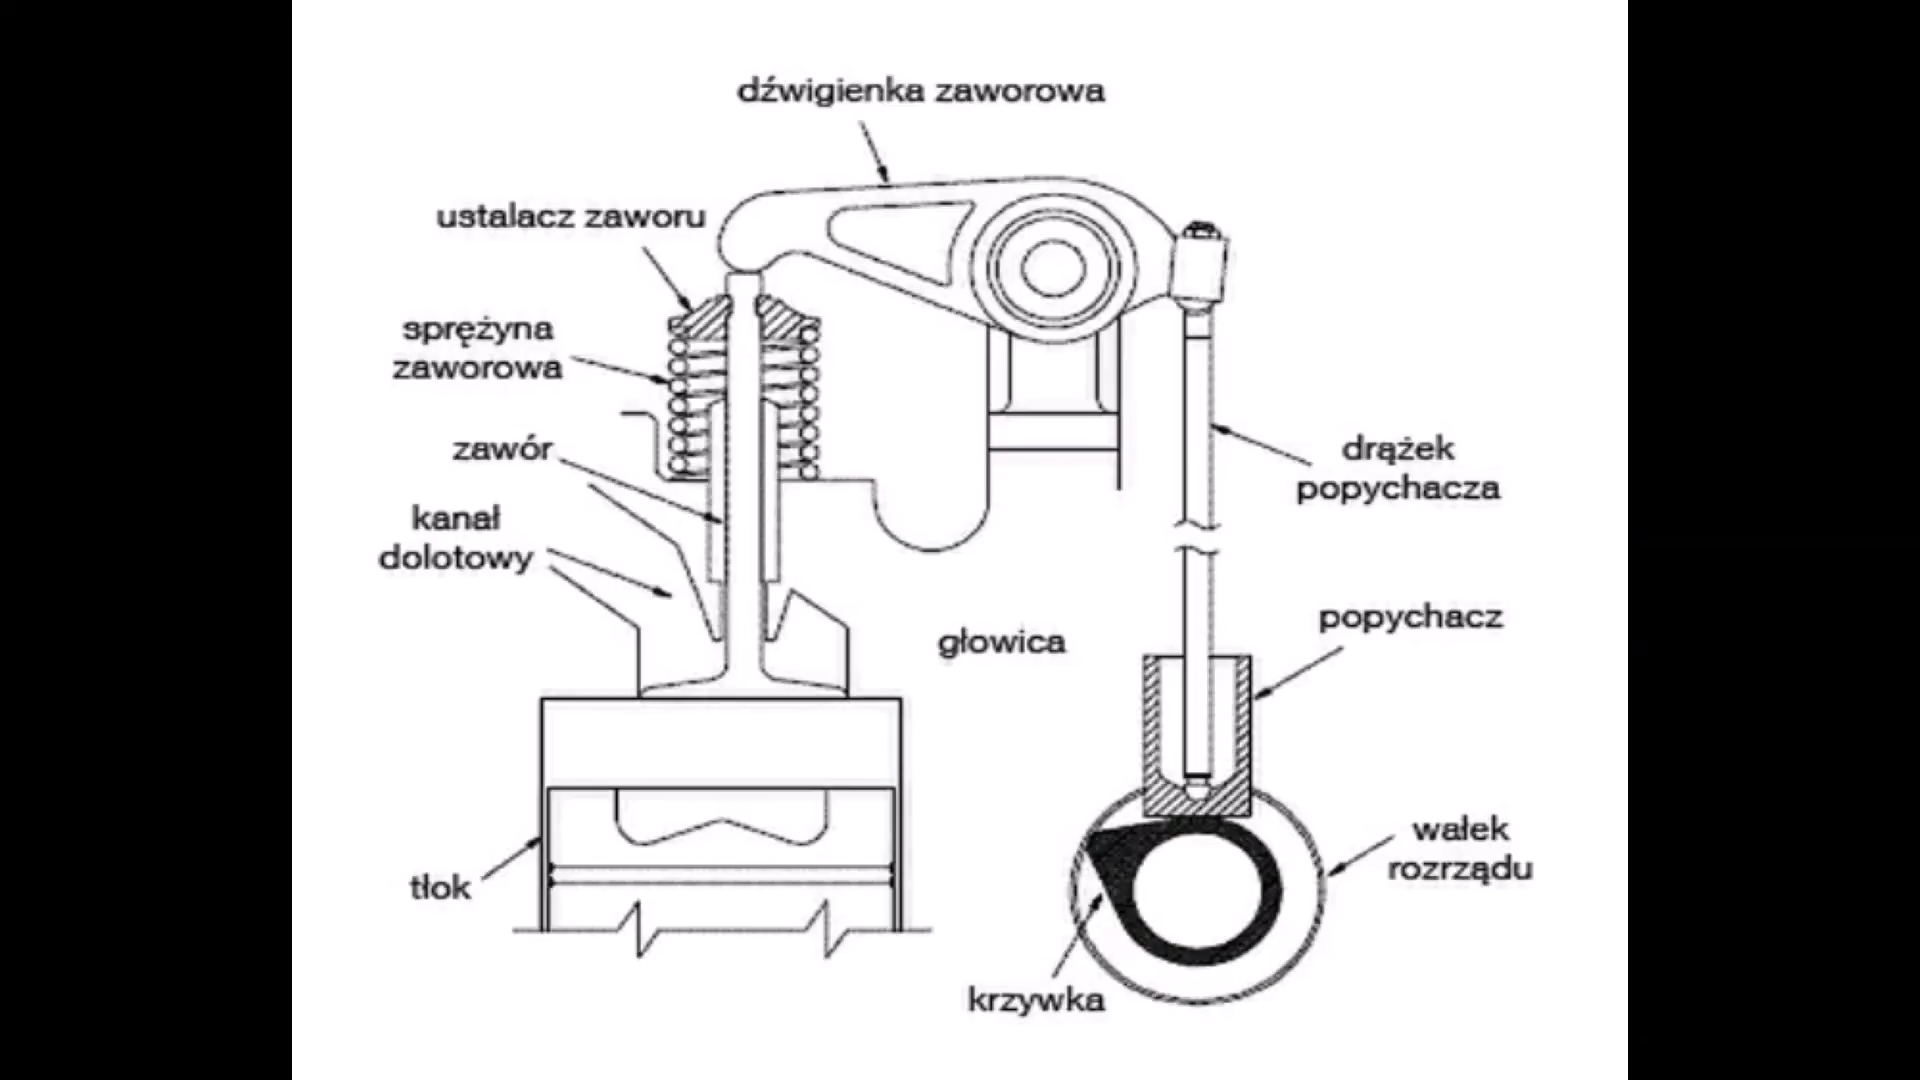 dźwigienka zaworowa
ustalacz zaworu
sprężyna
zaworowa
zawór
kanał
dolotowy
drążek
popychacza
popychacz
głowica
wałek
rozrządu
tłok
krzywka